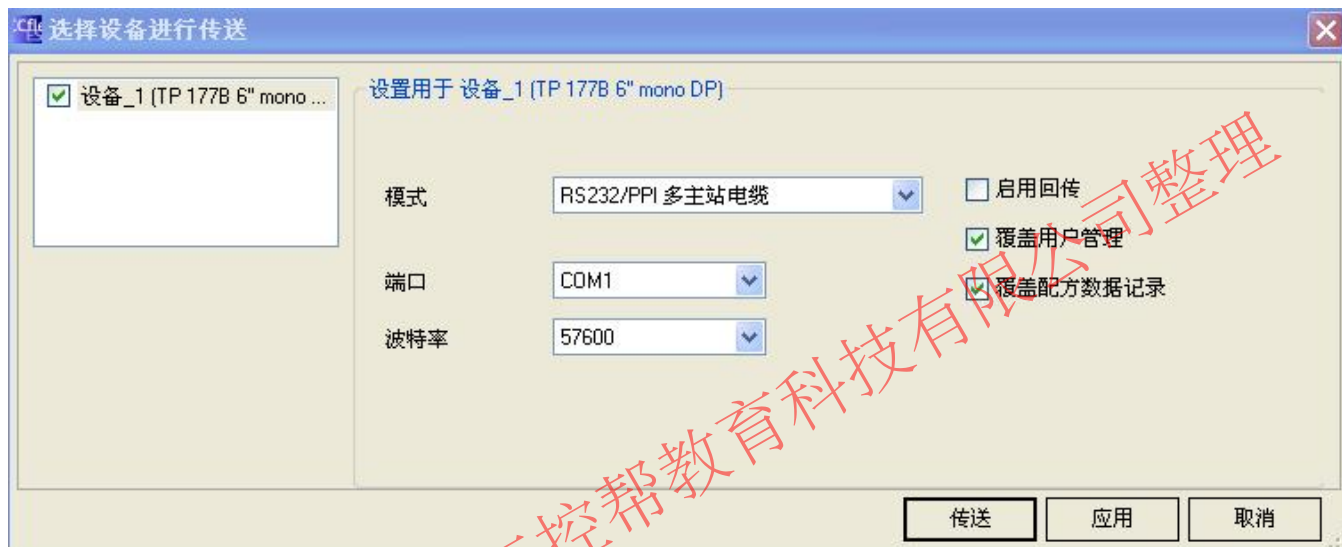 选择设备进行传送
设备_1 (TP 177B 6" mono ...
设置用于 设备_1 (TP 177B 6" mono DP)
模式
RS232/PPI 多主站电缆
启用回传
覆盖用户管理
端口
COM1
覆盖配方数据记录
波特率
57600
传送
应用
取消
控帮教育科技有限公司整理